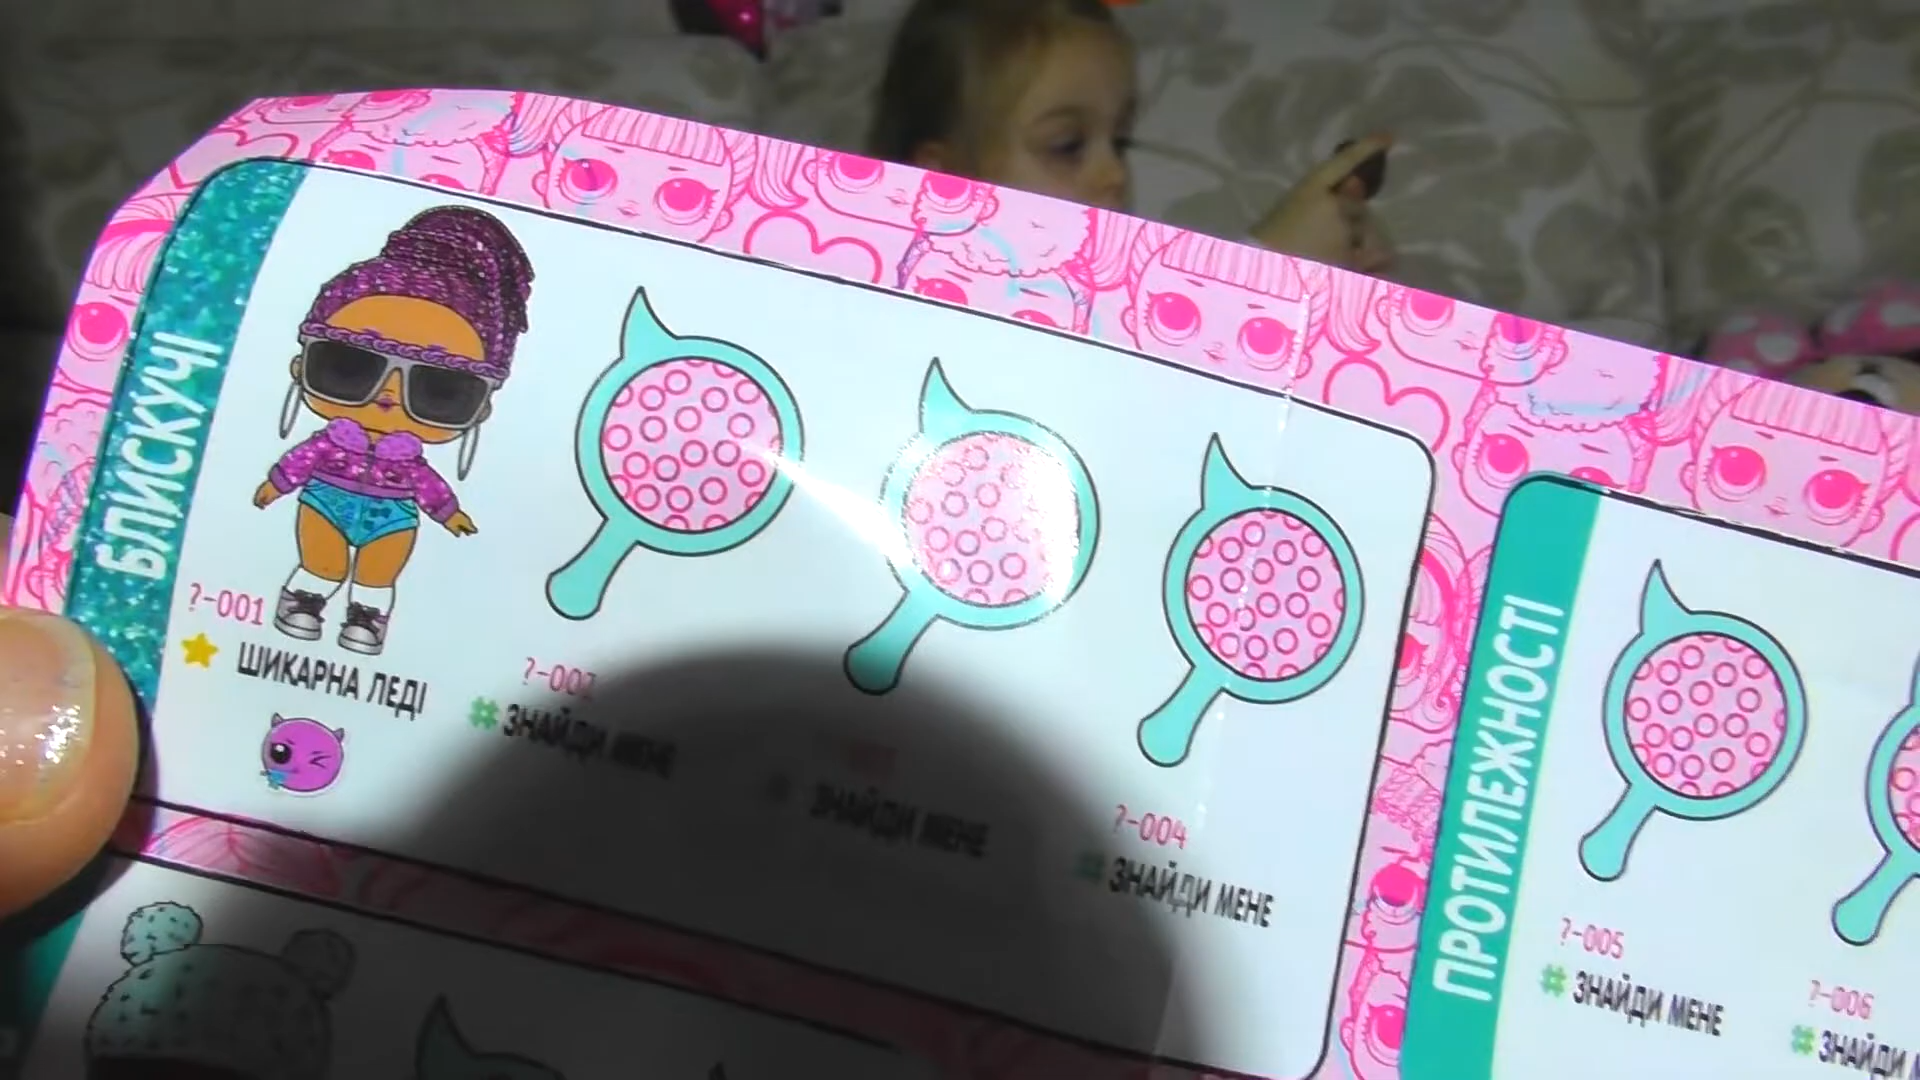 БЛИСКУЧІ
?-001
ШИКАРНА ЛЕДІ
?-002
#ЗНАЙДИ МЕНЕ
ЗНАЙДИ МЕНЕ
?-004
#ЗНАЙДИ МЕНЕ
ПРОТИЛЕЖНОСТІ
?-005
#ЗНАЙДИ МЕНЕ
?-006
#ЗНАЙДИ